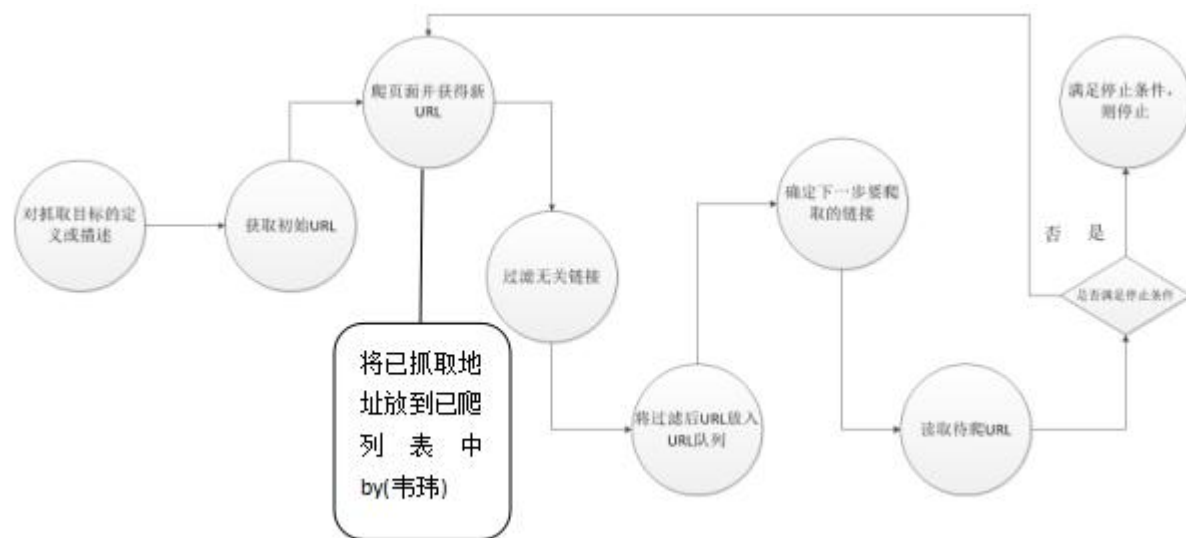 对抓取目标的定
义或描述
获取初始URL
爬页面并获得新
URL
将已抓取地
址放到已爬
列表中
by(韦玮)
过滤无关链接
将过滤后URL放入
URL队列
确定下一步要爬
取的链接
读取待爬URL
是否满足停止条件
否 是
满足停止条件，
则停止